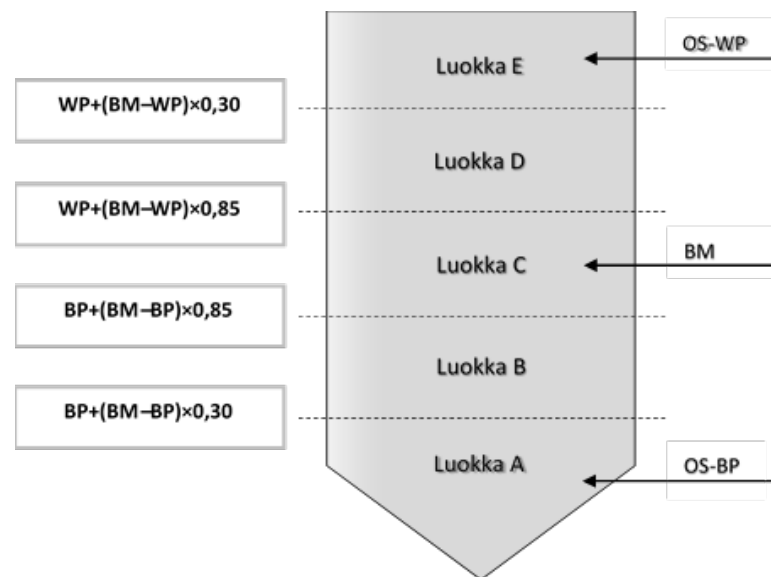 Luokka E
OS-WP
WP+(BM–WP)×0,30
Luokka D
WP+(BM–WP)×0,85
Luokka C
BM
BP+(BM–BP)×0,85
Luokka B
BP+(BM–BP)×0,30
Luokka A
OS-BP